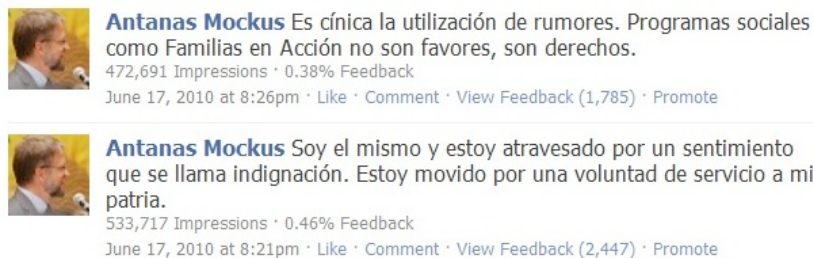 Antanas Mockus Es cínica la utilización de rumores. Programas sociales
como Familias en Acción no son favores, son derechos.
472,691 Impressions · 0.38% Feedback
June 17, 2010 at 8:26pm · Like · Comment · View Feedback (1,785) · Promote
Antanas Mockus Soy el mismo y estoy atravesado por un sentimiento
que se llama indignación. Estoy movido por una voluntad de servicio a mi
patria.
533,717 Impressions · 0.46% Feedback
June 17, 2010 at 8:21pm · Like · Comment · View Feedback (2,447) · Promote